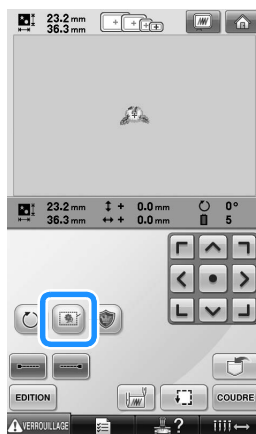 23.2 mm
36.3 mm
23.2 mm + 0.0 mm 0°
36.3 mm + 0.0 mm 5
EDITION
COUDRE
VERROUILLAGE
?